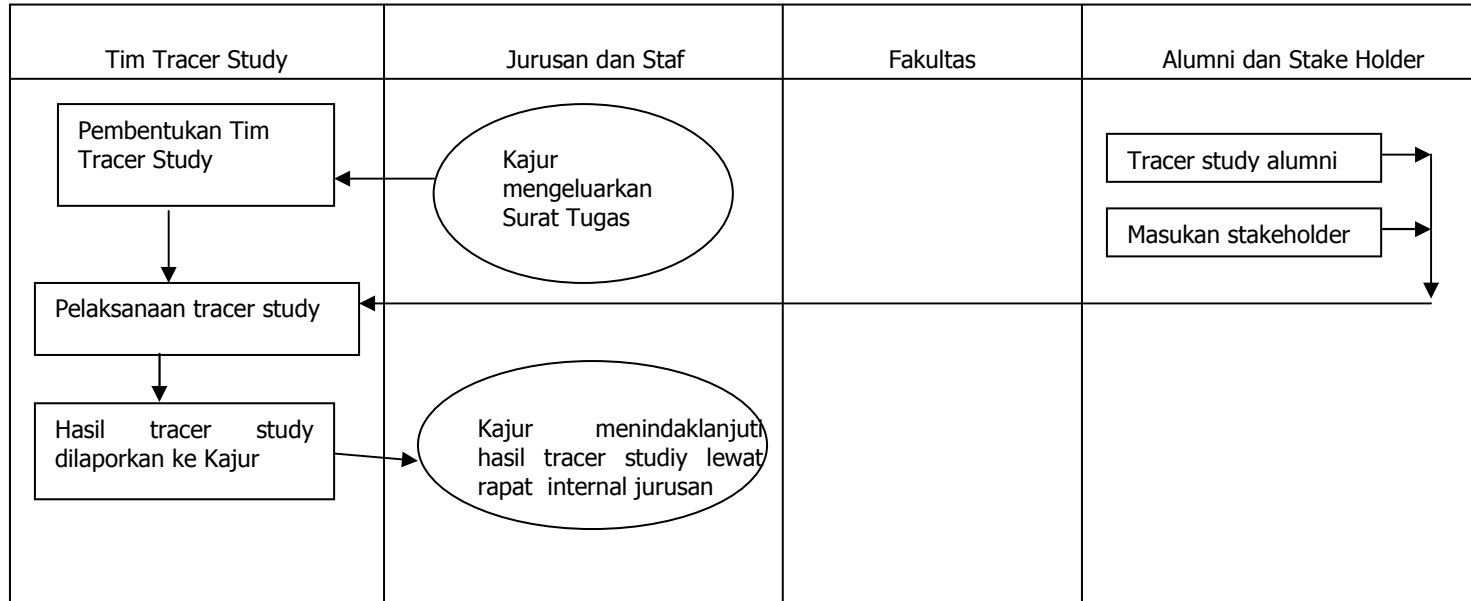 Tim Tracer Study
Jurusan dan Staf
Fakultas
Alumni dan Stake Holder
Pembentukan Tim
Tracer Study
Kajur
mengeluarkan
Surat Tugas
Tracer study alumni
Masukan stakeholder
Pelaksanaan tracer study
Hasil tracer study
dilaporkan ke Kajur
Kajur menindaklanjuti
hasil tracer studiy lewat
rapat internal jurusan